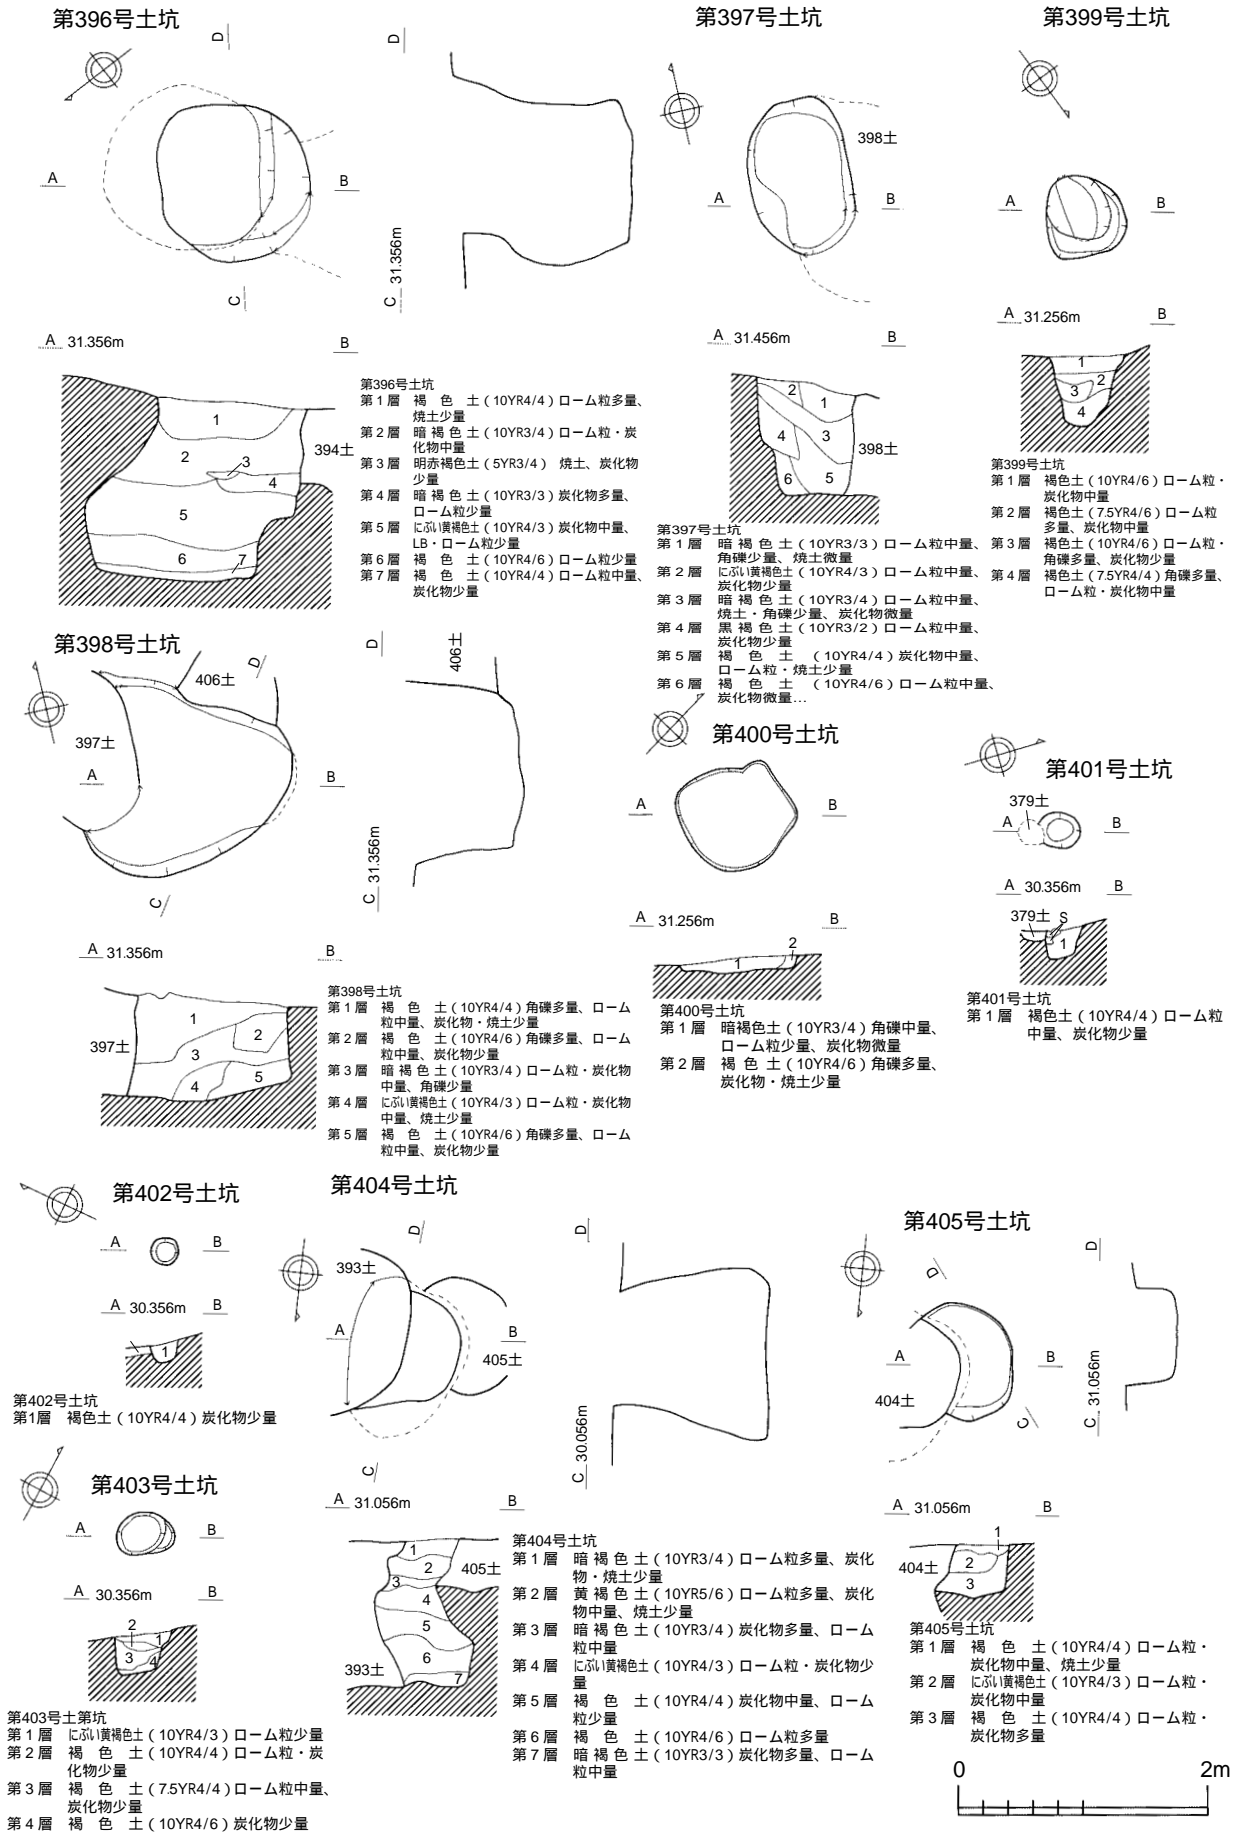 第396号土坑
D
D
A
B
C
C 31.356m
A 31.356m
B
1
2
3
4
5
6
7
394土
第396号土坑
第１層 褐色土（10YR4/4）ローム粒多量、
焼土少量
第２層 暗褐色土（10YR3/4）ローム粒・炭
化物中量
第３層 明赤褐色土（5YR3/4） 焼土、炭化物
少量
第４層 暗褐色土（10YR3/3）炭化物多量、
ローム粒少量
第５層 にぶい黄褐色土（10YR4/3）炭化物中量、
LB・ローム粒少量
第６層 褐色土（10YR4/6）ローム粒少量
第７層 褐色土（10YR4/4）ローム粒中量、
炭化物少量
第397号土坑
398土
A
B
A 31.456m
B
2
1
4
3
6
5
398土
第397号土坑
第１層 暗褐色土（10YR3/3）ローム粒中量、
角礫少量、焼土微量
第２層 にぶい黄褐色土（10YR4/3）ローム粒中量、
炭化物少量
第３層 暗褐色土（10YR3/4）ローム粒中量、
焼土・角礫少量、炭化物微量
第４層 黒褐色土（10YR3/2）ローム粒中量、
炭化物少量
第５層 褐色土（10YR4/4）炭化物中量、
ローム粒・焼土少量
第６層 褐色土（10YR4/6）ローム粒中量、
炭化物微量…
第399号土坑
A
B
A 31.256m
B
1
2
3
4
第399号土坑
第１層 褐色土（10YR4/6）ローム粒・
炭化物中量
第２層 褐色土（7.5YR4/6）ローム粒
多量、炭化物中量
第３層 褐色土（10YR4/6）ローム粒・
角礫多量、炭化物少量
第４層 褐色土（7.5YR4/4）角礫多量、
ローム粒・炭化物中量
第398号土坑
D
406土
397土
A
B
C
D
406土
C 31.356m
A 31.356m
B
1
2
3
4
5
397土
第398号土坑
第１層 褐色土（10YR4/4）角礫多量、ローム
粒中量、炭化物・焼土少量
第２層 褐色土（10YR4/6）角礫多量、ローム
粒中量、炭化物少量
第３層 暗褐色土（10YR3/4）ローム粒・炭化物
中量、角礫少量
第４層 にぶい黄褐色土（10YR4/3）ローム粒・炭化物
中量、焼土少量
第５層 褐色土（10YR4/6）角礫多量、ローム
粒中量、炭化物少量
第400号土坑
A
B
A 31.256m
B
1
2
第400号土坑
第１層 暗褐色土（10YR3/4）角礫中量、
ローム粒少量、炭化物微量
第２層 褐色土（10YR4/6）角礫多量、
炭化物・焼土少量
第401号土坑
379土
A
B
A 30.356m
B
379土
S
1
第401号土坑
第１層 褐色土（10YR4/4）ローム粒
中量、炭化物少量
第402号土坑
A
B
A 30.356m
B
1
第402号土坑
第1層 褐色土（10YR4/4）炭化物少量
第403号土坑
A
B
A 30.356m
B
2
1
3
4
第403号土第坑
第１層 にぶい黄褐色土（10YR4/3）ローム粒少量
第２層 褐色土（10YR4/4）ローム粒・炭
化物少量
第３層 褐色土（7.5YR4/4）ローム粒中量、
炭化物少量
第４層 褐色土（10YR4/6）炭化物少量
第404号土坑
D
393土
A
B
405土
C
D
C 30.056m
A 31.056m
B
1
2
3
4
5
6
7
405土
393土
第404号土坑
第１層 暗褐色土（10YR3/4）ローム粒多量、炭化
物・焼土少量
第２層 黄褐色土（10YR5/6）ローム粒多量、炭化
物中量、焼土少量
第３層 暗褐色土（10YR3/4）炭化物多量、ローム
粒中量
第４層 にぶい黄褐色土（10YR4/3）ローム粒・炭化物少
量
第５層 褐色土（10YR4/4）炭化物中量、ローム
粒少量
第６層 褐色土（10YR4/6）ローム粒多量
第７層 暗褐色土（10YR3/3）炭化物多量、ローム
粒中量
第405号土坑
D
A
B
404土
C
D
C 31.056m
A 31.056m
B
1
404土
2
3
第405号土坑
第１層 褐色土（10YR4/4）ローム粒・
炭化物中量、焼土少量
第２層 にぶい黄褐色土（10YR4/3）ローム粒・
炭化物中量
第３層 褐色土（10YR4/4）ローム粒・
炭化物多量
0
2m